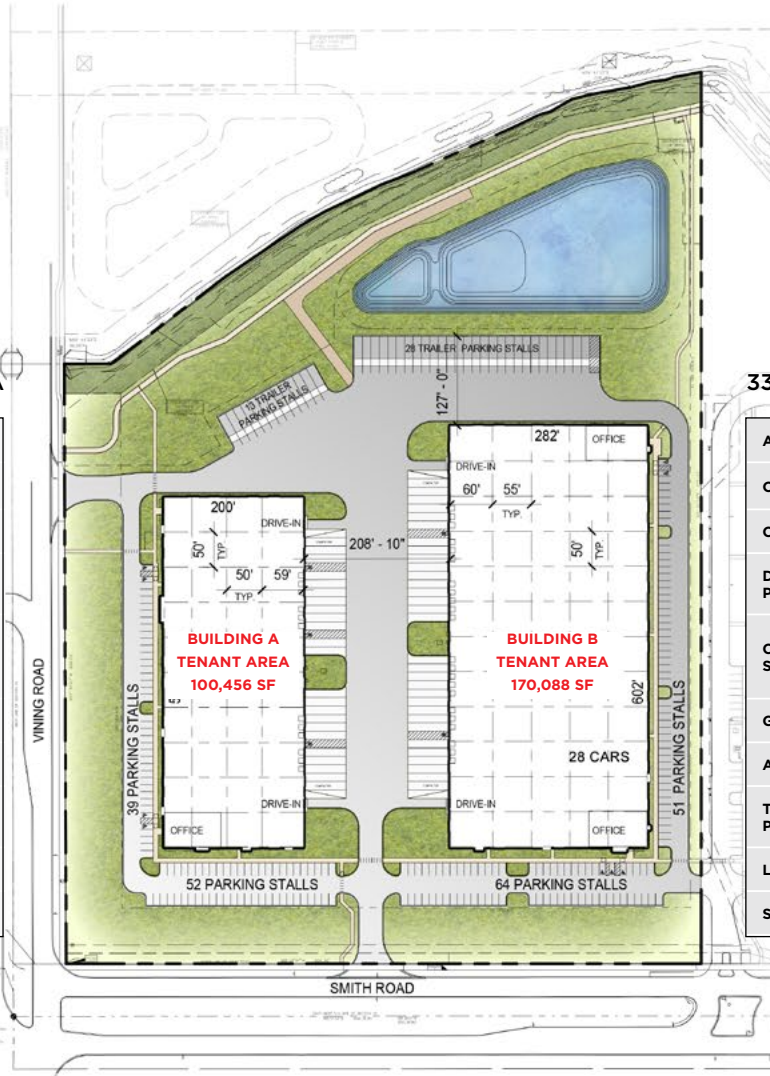 28 TRAILER PARKING STALLS
13 TRAILER
PARKING STALLS
127' - 0"
A
33
282'
OFFICE
DRIVE-IN
60'
55'
TYP.
50'
TYP.
200'
DRIVE-IN
50'
TYP.
208' - 10"
50'
59'
TYP.
BUILDING A
TENANT AREA
100,456 SF
BUILDING B
TENANT AREA
170,088 SF
602'
VINING ROAD
39 PARKING STALLS
51 PARKING STALLS
28 CARS
DRIVE-IN
DRIVE-IN
OFFICE
OFFICE
52 PARKING STALLS
64 PARKING STALLS
SMITH ROAD
A
C
C
D
P
C
S
G
A
T
P
L
S